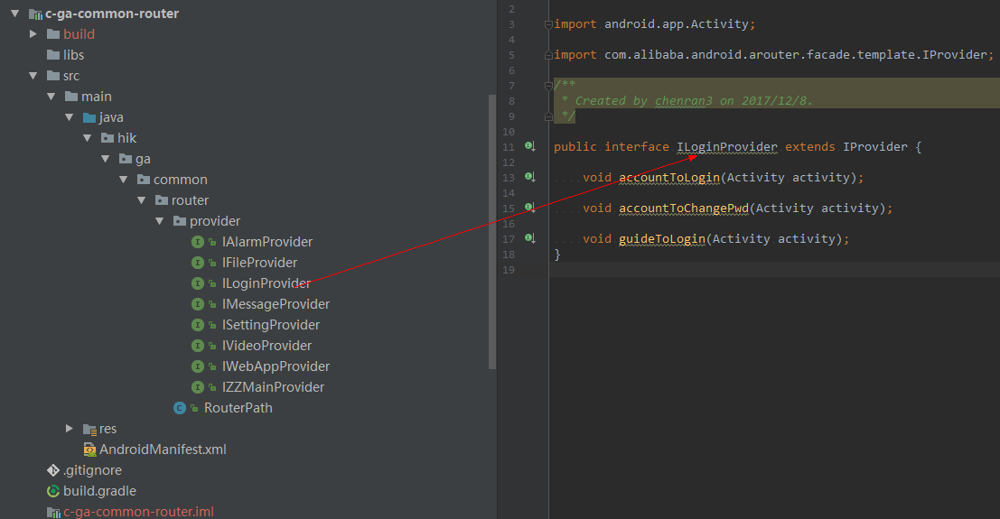 c-ga-common-router
build
libs
src
main
java
hik
ga
common
router
provider
IAlarmProvider
IFileProvider
ILoginProvider
IMessageProvider
ISettingProvider
IVideoProvider
IWebAppProvider
IZZMainProvider
RouterPath
res
AndroidManifest.xml
.gitignore
build.gradle
c-ga-common-router.iml
2
3 import android.app.Activity;
4
5 import com.alibaba.android.arouter.facade.template.IProvider;
6
7 /**
8 * Created by chenran3 on 2017/12/8.
9 */
10
11 public interface ILoginProvider extends IProvider {
12
13 void accountToLogin(Activity activity);
14
15 void accountToChangePwd(Activity activity);
16
17 void guideToLogin(Activity activity);
18 }
19